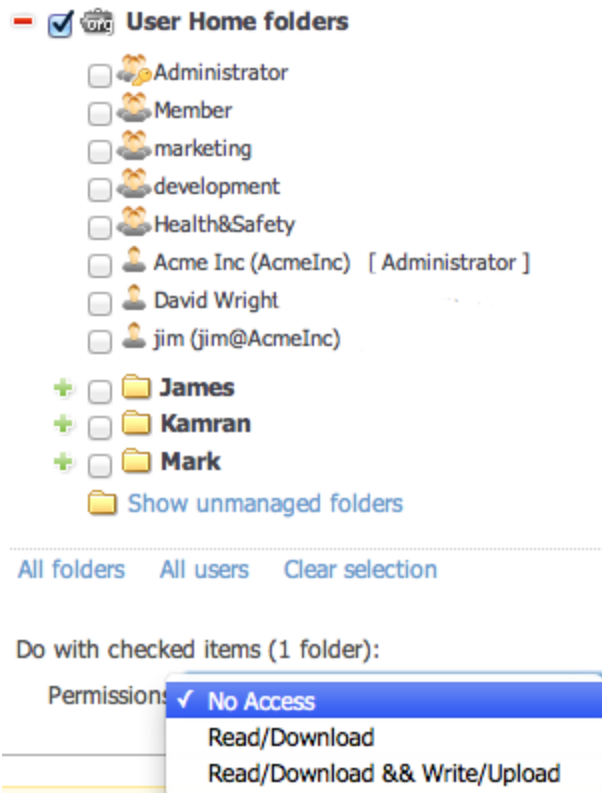 org User Home folders
Administrator
Member
marketing
development
Health&Safety
Acme Inc (AcmeInc) [ Administrator ]
David Wright
jim (jim@AcmeInc)
James
Kamran
Mark
Show unmanaged folders
All folders All users Clear selection
Do with checked items (1 folder):
Permissions ✓ No Access
Read/Download
Read/Download && Write/Upload